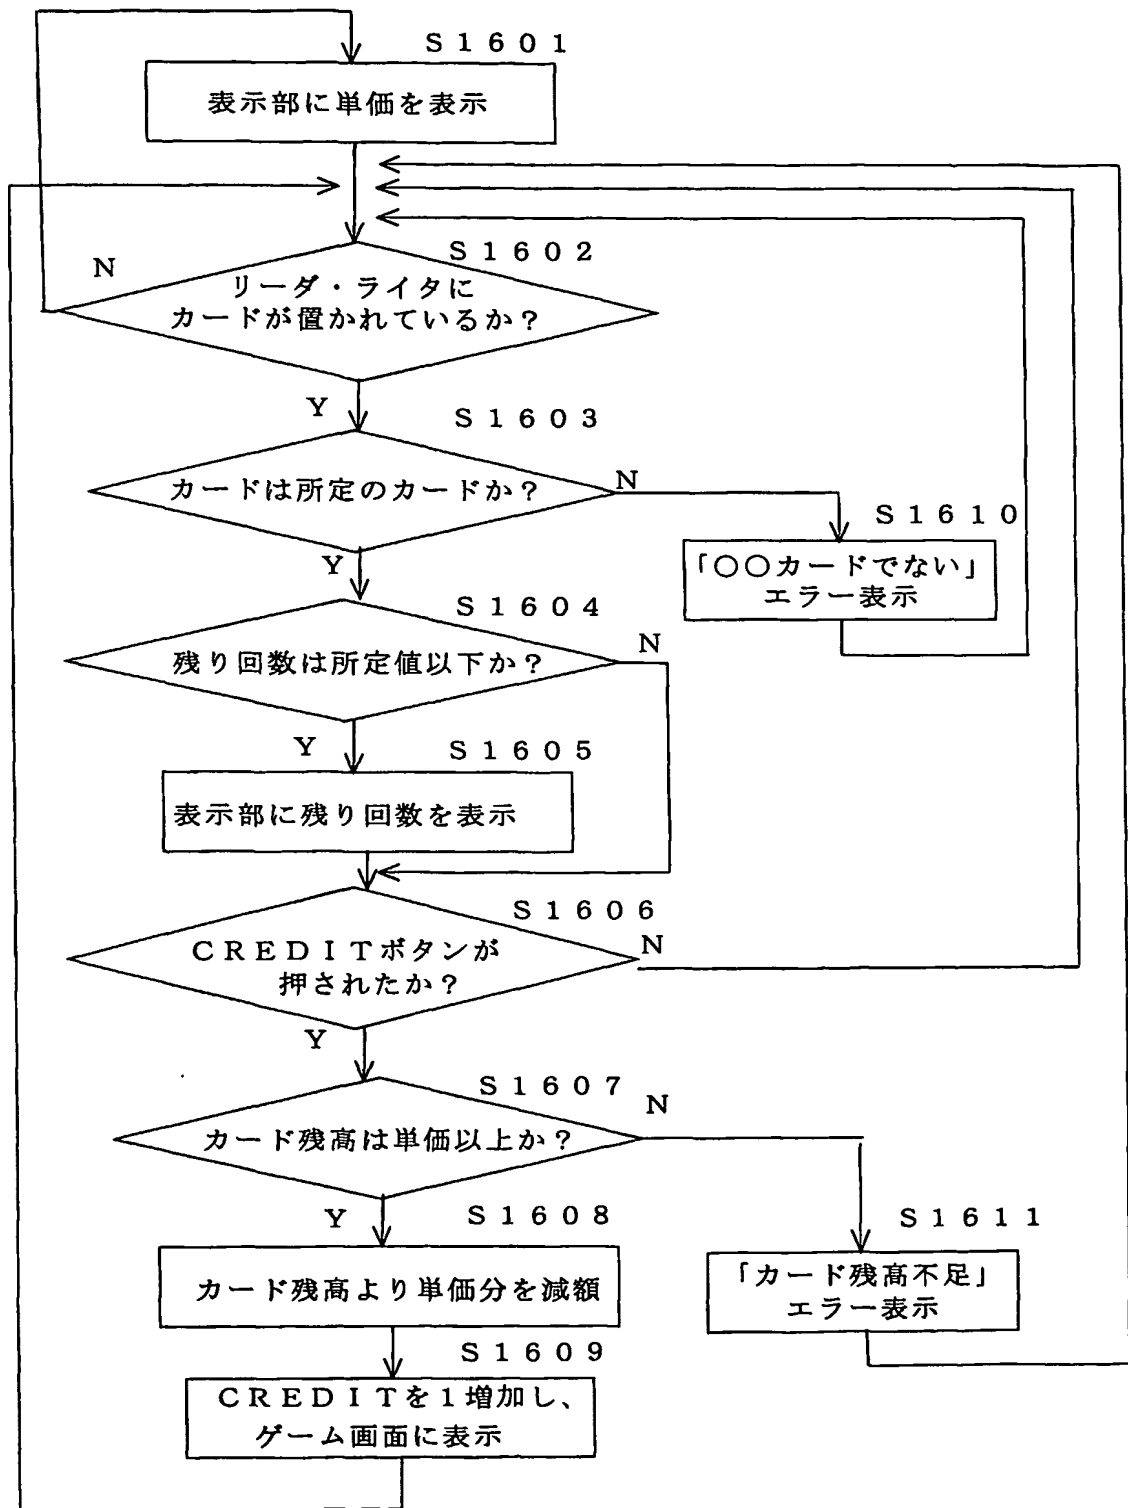 Ｓ１６０１
表示部に単価を表示
Ｓ１６０２
Ｎ
リーダ・ライタに
カードが置かれているか？
Ｙ
Ｓ１６０３
カードは所定のカードか？
Ｎ
Ｓ１６１０
「〇〇カードでない」
エラー表示
Ｙ
Ｓ１６０４
残り回数は所定値以下か？
Ｎ
Ｙ
Ｓ１６０５
表示部に残り回数を表示
Ｓ１６０６
ＣＲＥＤＩＴボタンが
押されたか？
Ｎ
Ｙ
Ｓ１６０７
カード残高は単価以上か？
Ｎ
Ｙ
Ｓ１６０８
カード残高より単価分を減額
Ｓ１６１１
「カード残高不足」
エラー表示
Ｓ１６０９
ＣＲＥＤＩＴを１増加し、
ゲーム画面に表示